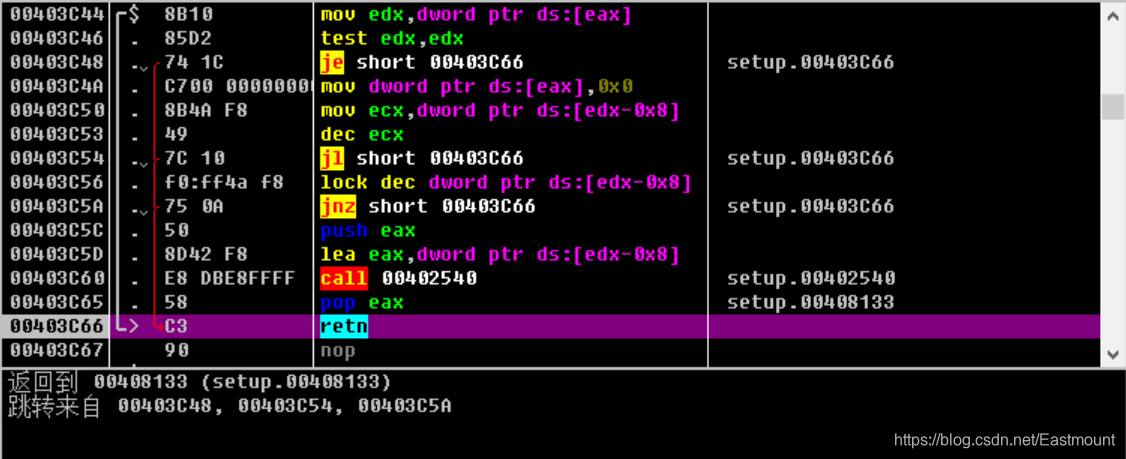 00403C44 $ 8B10 mov edx,dword ptr ds:[eax]
00403C46 . 85D2 test edx,edx
00403C48 . 74 1C je short 00403C66 setup.00403C66
00403C4A . C700 00000000 mov dword ptr ds:[eax],0x0
00403C50 . 8B4A F8 mov ecx,dword ptr ds:[edx-0x8]
00403C53 . 49 dec ecx
00403C54 . 7C 10 jl short 00403C66 setup.00403C66
00403C56 . f0:ff4a f8 lock dec dword ptr ds:[edx-0x8]
00403C5A . 75 0A jnz short 00403C66 setup.00403C66
00403C5C . 50 push eax
00403C5D . 8D42 F8 lea eax,dword ptr ds:[edx-0x8]
00403C60 . E8 DBE8FFFF call 00402540 setup.00402540
00403C65 . 58 pop eax setup.00408133
00403C66 > C3 retn
00403C67 90 nop
返回到 00408133 (setup.00408133)
跳转来自 00403C48, 00403C54, 00403C5A
https://blog.csdn.net/Eastmount